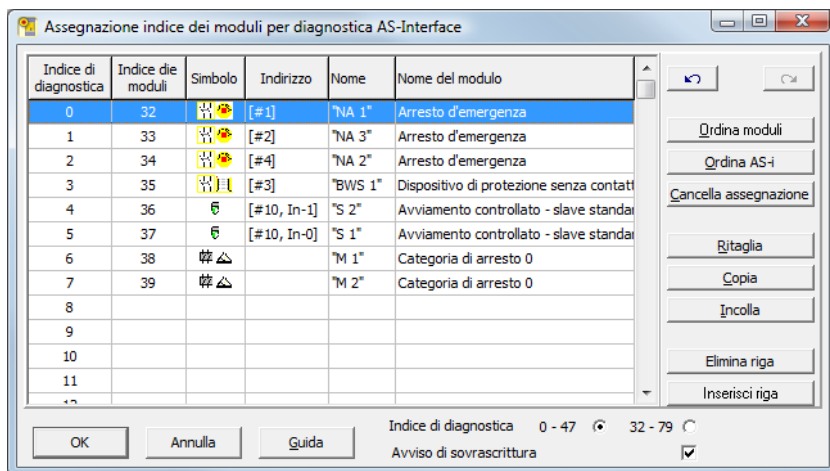 Assegnazione indice dei moduli per diagnostica AS-Interface
Indice di diagnostica Indice die moduli Simbolo Indirizzo Nome Nome del modulo
0 32 [#1] "NA 1" Arresto d'emergenza
1 33 [#2] "NA 3" Arresto d'emergenza
2 34 [#4] "NA 2" Arresto d'emergenza
3 35 [#3] "BWS 1" Dispositivo di protezione senza contatt
4 36 [#10, In-1] "S 2" Avviamento controllato - slave standar
5 37 [#10, In-0] "S 1" Avviamento controllato - slave standar
6 38 "M 1" Categoria di arresto 0
7 39 "M 2" Categoria di arresto 0
8
9
10
11
Ordina moduli
Ordina AS-i
Cancella assegnazione
Ritaglia
Copia
Incolla
Elimina riga
Inserisci riga
OK Annulla Guida
Indice di diagnostica 0 - 47 32 - 79
Avviso di sovrascrittura